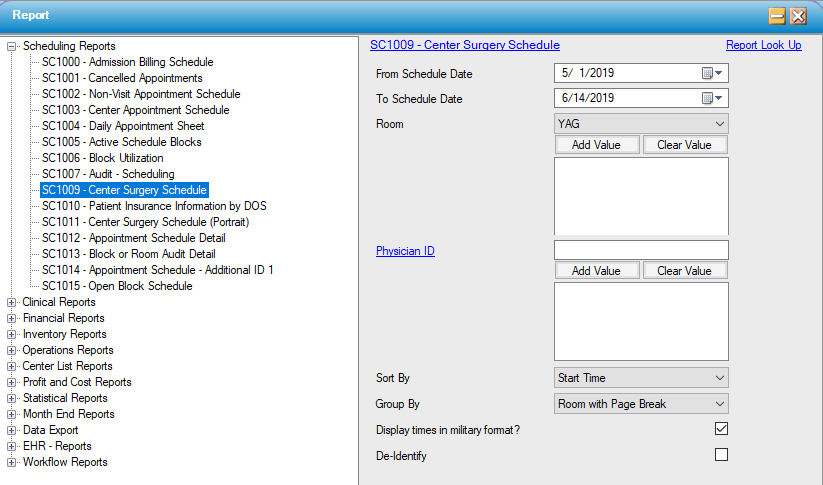 Report
Scheduling Reports
SC1000 - Admission Billing Schedule
SC1001 - Cancelled Appointments
SC1002 - Non-Visit Appointment Schedule
SC1003 - Center Appointment Schedule
SC1004 - Daily Appointment Sheet
SC1005 - Active Schedule Blocks
SC1006 - Block Utilization
SC1007 - Audit - Scheduling
SC1009 - Center Surgery Schedule
SC1010 - Patient Insurance Information by DOS
SC1011 - Center Surgery Schedule (Portrait)
SC1012 - Appointment Schedule Detail
SC1013 - Block or Room Audit Detail
SC1014 - Appointment Schedule - Additional ID 1
SC1015 - Open Block Schedule
Clinical Reports
Financial Reports
Inventory Reports
Operations Reports
Center List Reports
Profit and Cost Reports
Statistical Reports
Month End Reports
Data Export
EHR - Reports
Workflow Reports
SC1009 - Center Surgery Schedule Report Look Up
From Schedule Date 5/ 1/2019
To Schedule Date 6/14/2019
Room YAG
Add Value Clear Value
Physician ID
Add Value Clear Value
Sort By Start Time
Group By Room with Page Break
Display times in military format?
De-Identify